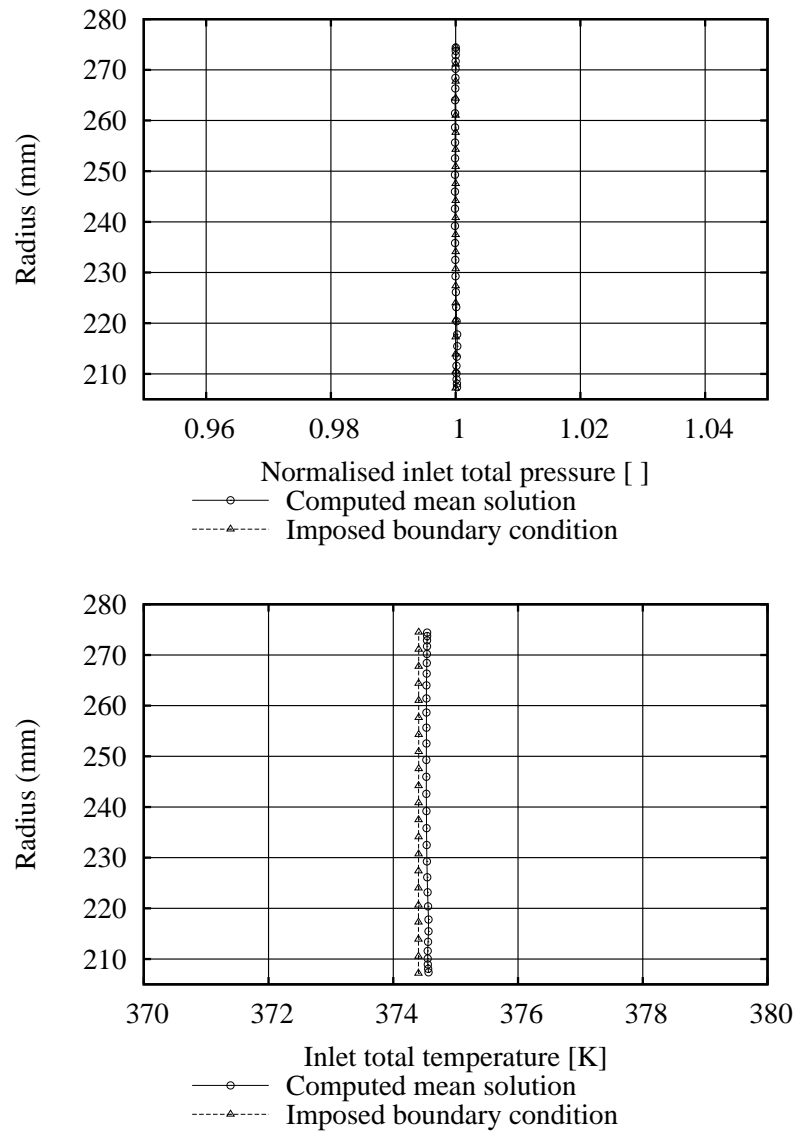 280
270
260
250
240
230
220
210
Radius (mm)
0.96 0.98 1 1.02 1.04
Normalised inlet total pressure [ ]
Computed mean solution
Imposed boundary condition
280
270
260
250
240
230
220
210
Radius (mm)
370 372 374 376 378 380
Inlet total temperature [K]
Computed mean solution
Imposed boundary condition